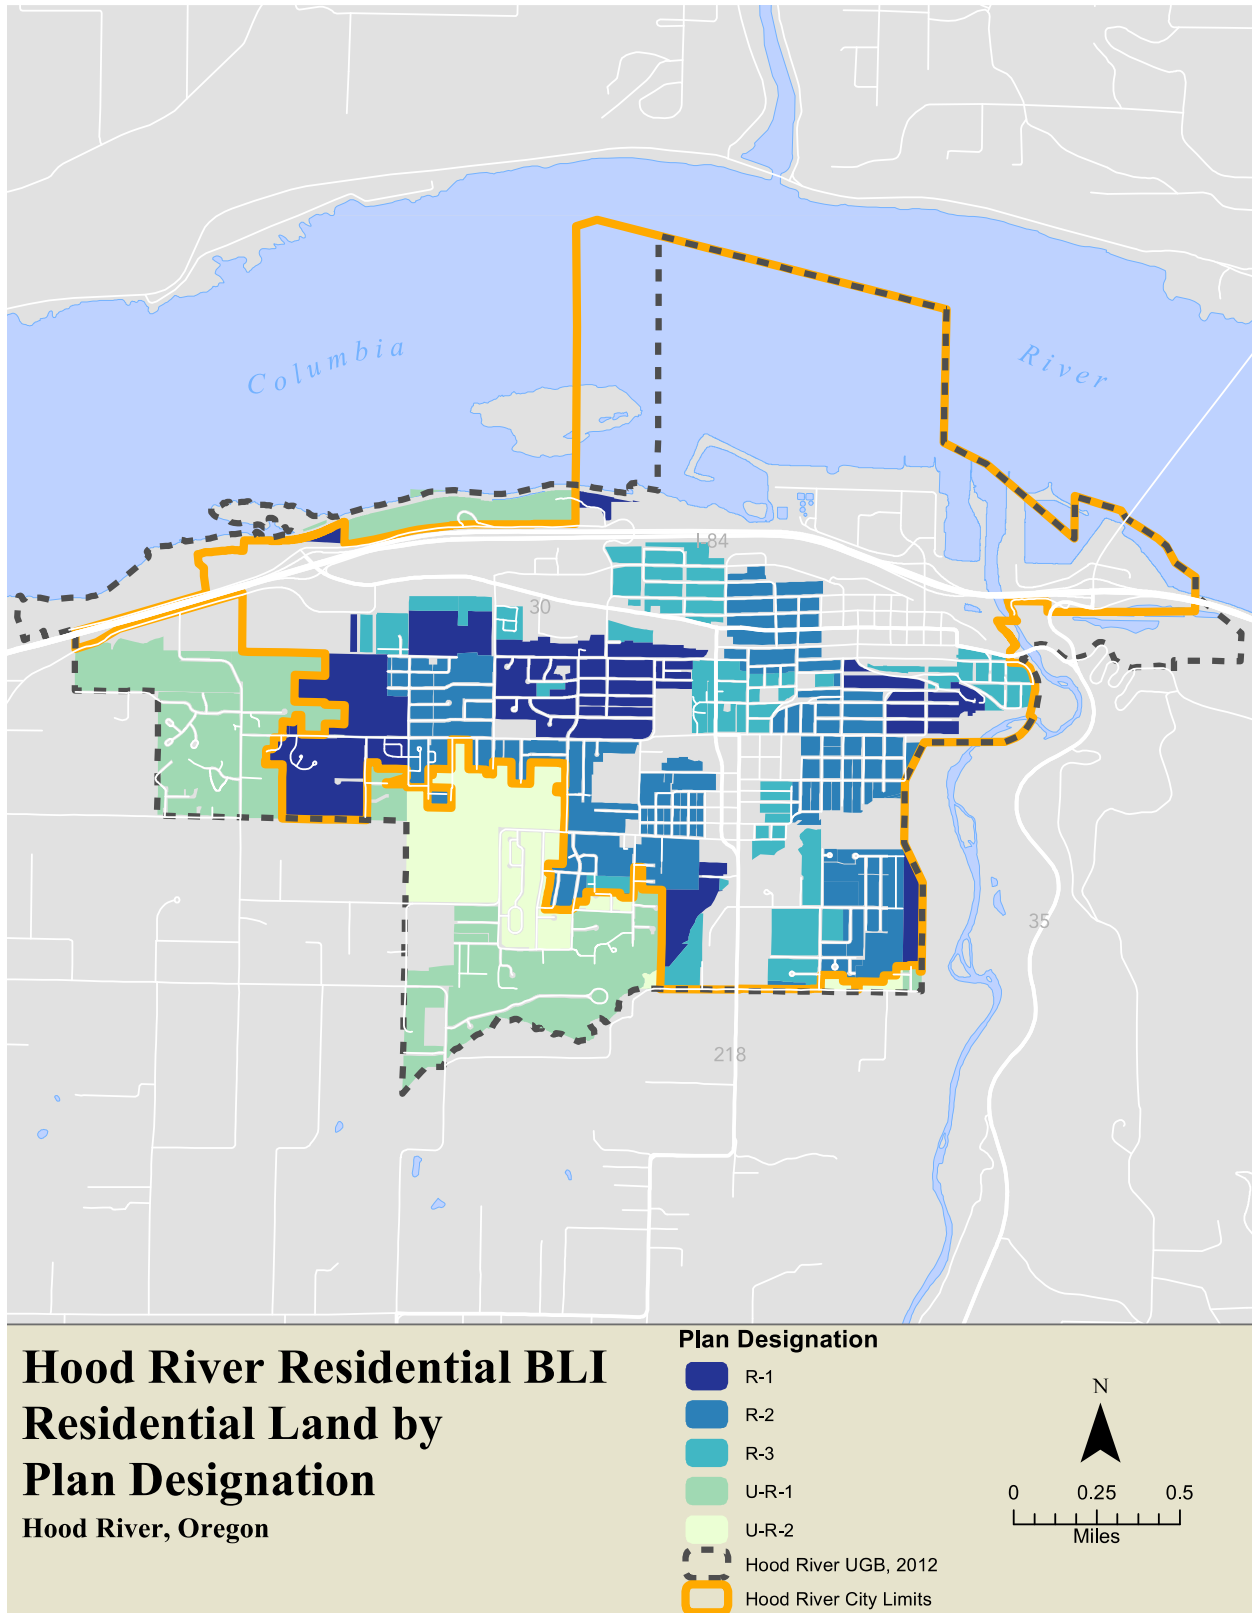 Columbia
River
I-84
30
35
218
Hood River Residential BLI
Residential Land by
Plan Designation
Hood River, Oregon
Plan Designation
R-1
R-2
R-3
U-R-1
U-R-2
Hood River UGB, 2012
Hood River City Limits
N
0 0.25 0.5
Miles